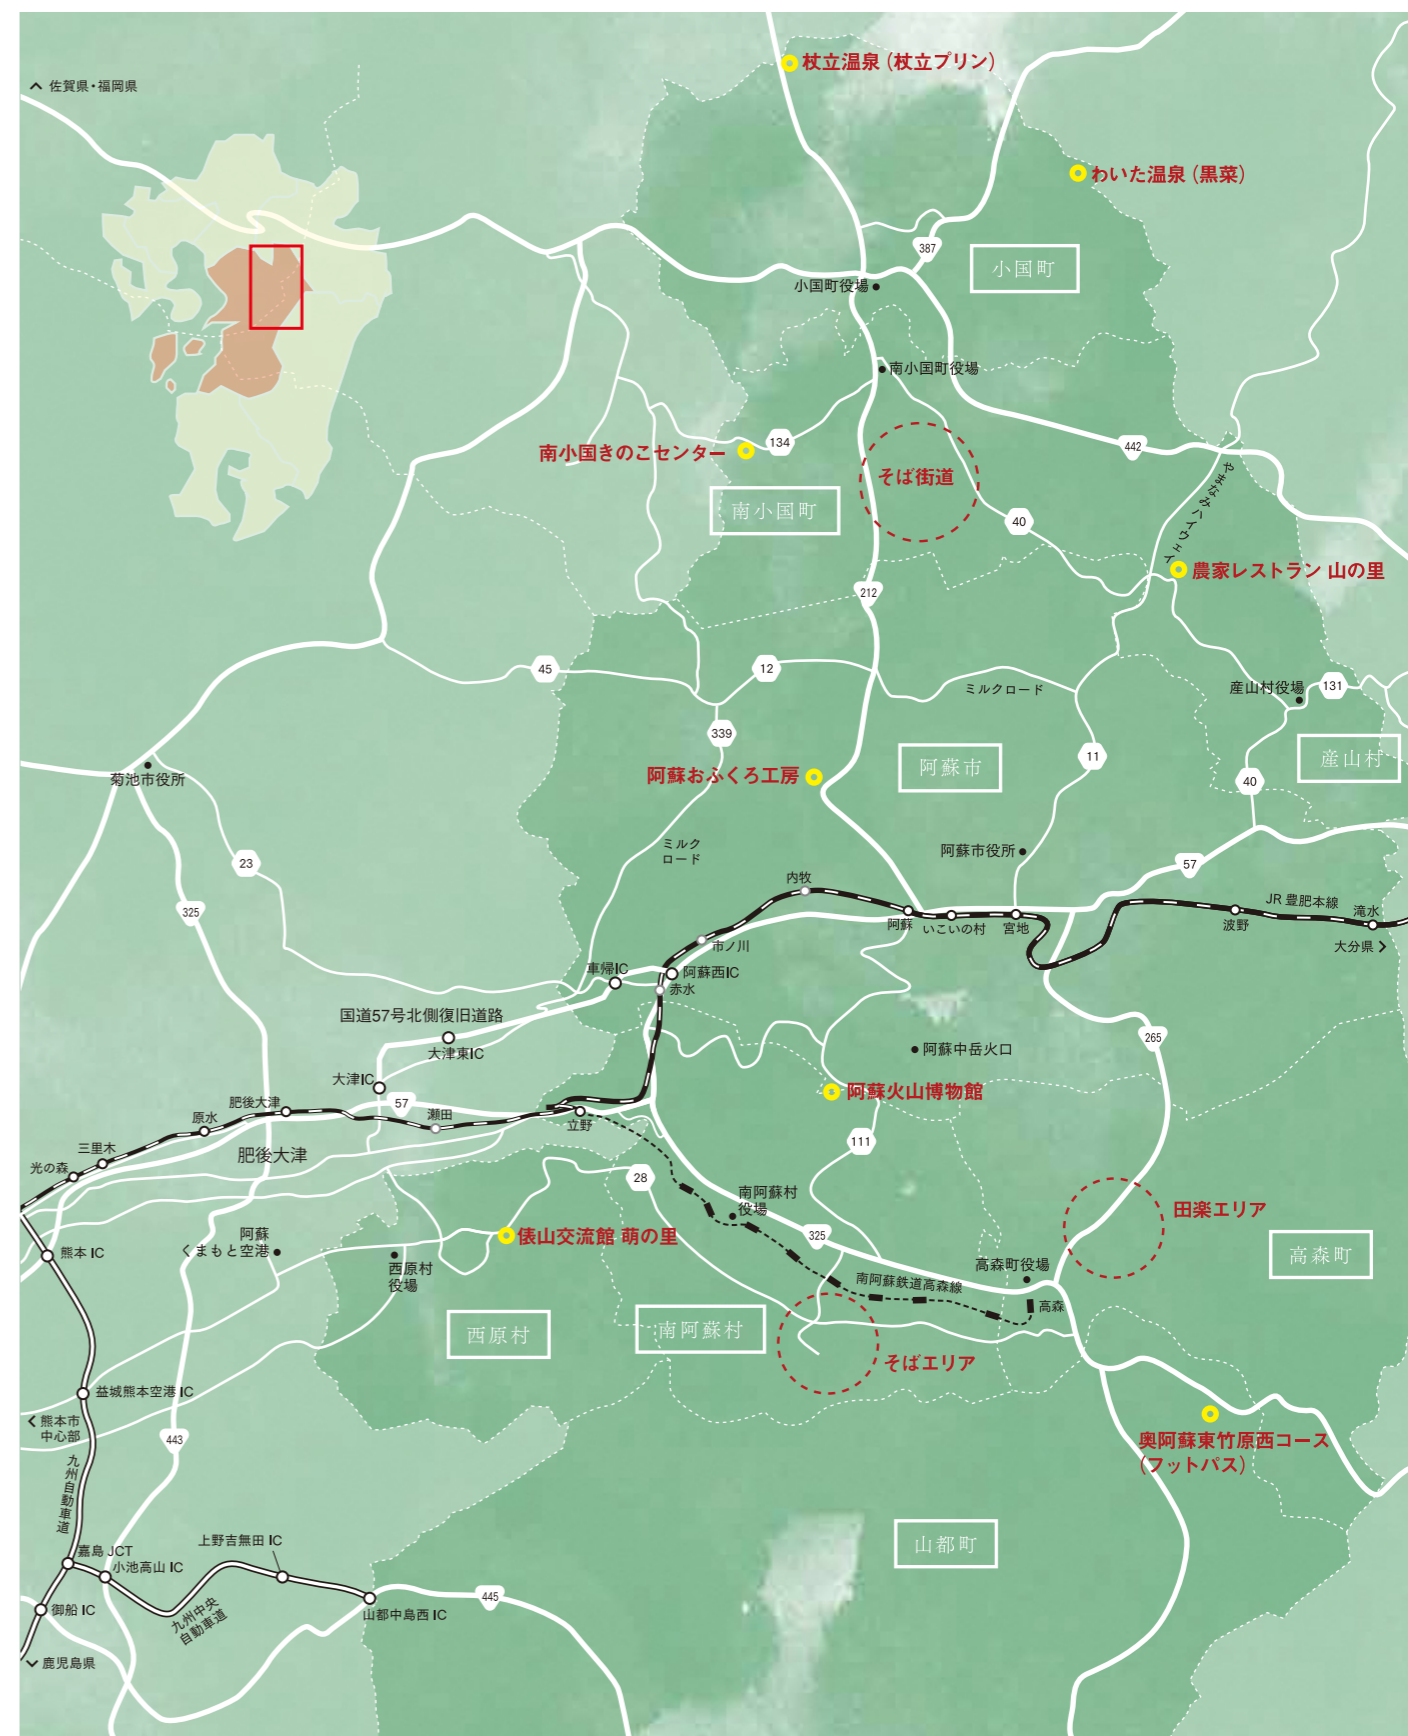 杖立温泉 (杖立プリン)
佐賀県・福岡県
わいた温泉 (黒菜)
387
小国町
小国町役場
南小国町役場
134
442
南小国きのこセンター
そば街道
やまなみハイウェイ
南小国町
40
農家レストラン 山の里
212
45
12
ミルクロード
産山村役場
131
339
11
産山村
阿蘇市
菊池市役所
阿蘇おふくろ工房
40
ミルク
ロード
阿蘇市役所
23
57
内牧
325
JR 豊肥本線
阿蘇
いこいの村
宮地
波野
滝水
大分県
市ノ川
車帰IC
阿蘇西IC
赤水
国道57号北側復旧道路
大津東IC
265
阿蘇中岳火口
大津IC
阿蘇火山博物館
57
肥後大津
原水
瀬田
立野
三里木
肥後大津
光の森
111
28
南阿蘇村
役場
田楽エリア
俵山交流館 萌の里
325
阿蘇
くまもと空港
熊本 IC
西原村
役場
高森町役場
高森町
南阿蘇鉄道高森線
高森
西原村
南阿蘇村
そばエリア
益城熊本空港 IC
熊本市
中心部
443
奥阿蘇東竹原西コース
(フットパス)
九州自動車道
上野吉無田 IC
山都町
嘉島 JCT
小池高山 IC
445
御船 IC
九州中央
自動車道
山都中島西 IC
鹿児島県